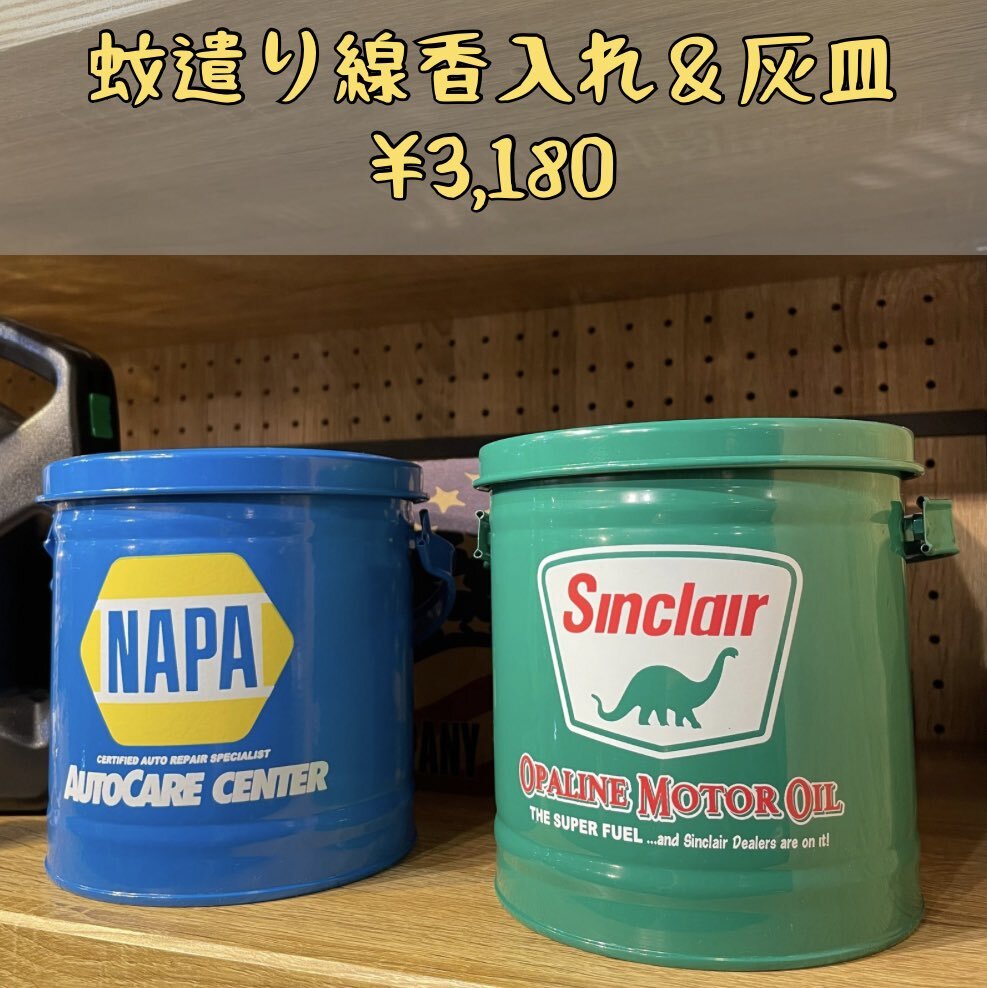 蚊遣り線香入れ&灰皿
¥3,180
NAPA
CERTIFIED AUTO REPAIR SPECIALIST
AUTOCARE CENTER
Sinclair
OPALINE MOTOR OIL
THE SUPER FUEL ...and Sinclair Dealers are on it!
ANY